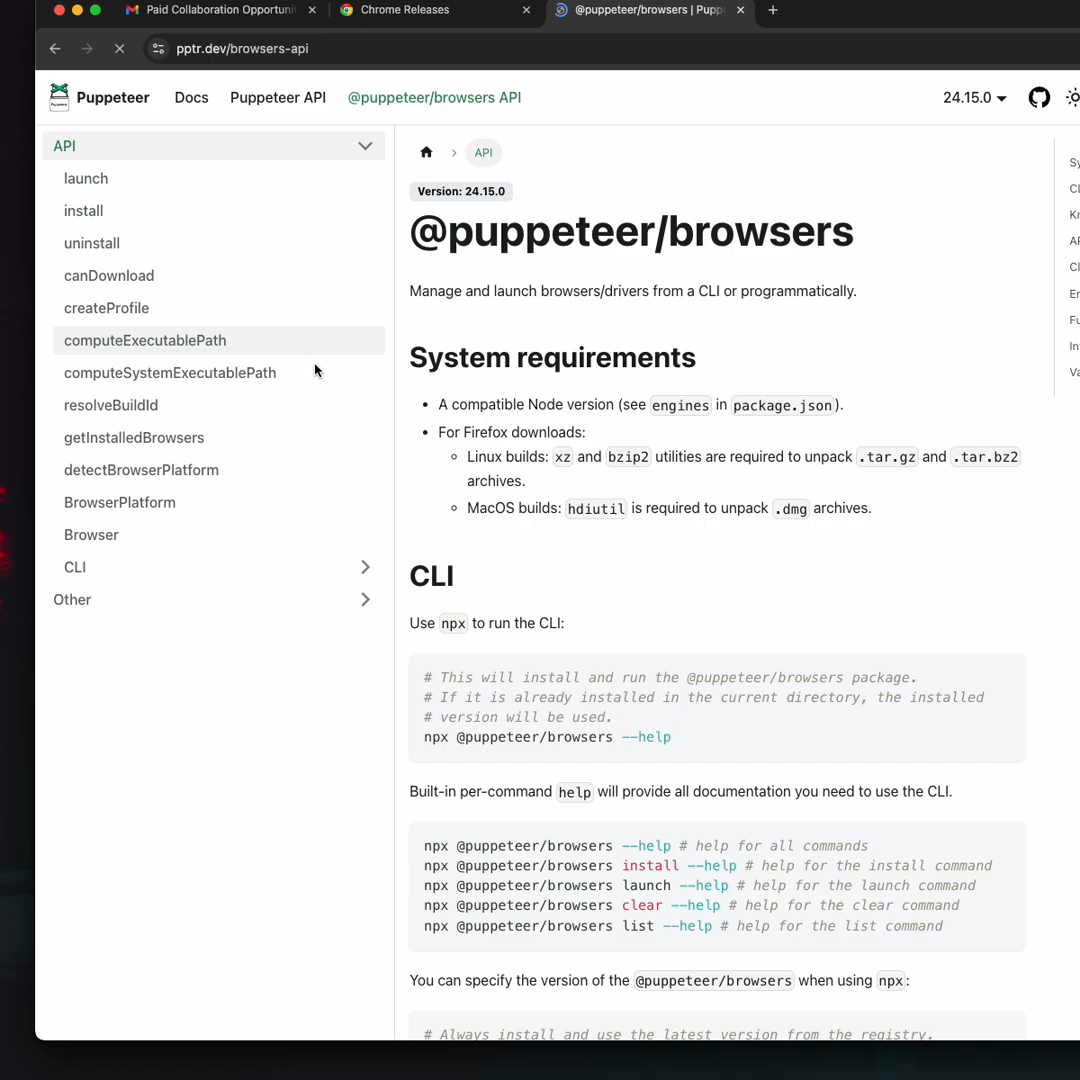 Paid Collaboration Opportuni
Chrome Releases
@puppeteer/browsers | Pupp
pptr.dev/browsers-api
Puppeteer
Docs
Puppeteer API
@puppeteer/browsers API
24.15.0
API
launch
install
uninstall
canDownload
createProfile
computeExecutablePath
computeSystemExecutablePath
resolveBuildId
getInstalledBrowsers
detectBrowserPlatform
BrowserPlatform
Browser
CLI
Other
API
Version: 24.15.0
@puppeteer/browsers
Manage and launch browsers/drivers from a CLI or programmatically.
System requirements
• A compatible Node version (see engines in package.json).
• For Firefox downloads:
Linux builds: xz and bzip2 utilities are required to unpack .tar.gz and .tar.bz2
archives.
MacOS builds: hdiutil is required to unpack .dmg archives.
CLI
Use npx to run the CLI:
# This will install and run the @puppeteer/browsers package.
# If it is already installed in the current directory, the installed
# version will be used.
npx @puppeteer/browsers --help
Built-in per-command help will provide all documentation you need to use the CLI.
npx @puppeteer/browsers --help # help for all commands
npx @puppeteer/browsers install --help # help for the install command
npx @puppeteer/browsers launch --help # help for the launch command
npx @puppeteer/browsers clear --help # help for the clear command
npx @puppeteer/browsers list --help # help for the list command
You can specify the version of the @puppeteer/browsers when using npx:
# Always install and use the latest version from the registry.
Sy
CL
Kn
AP
Cl
En
Fu
In
Va